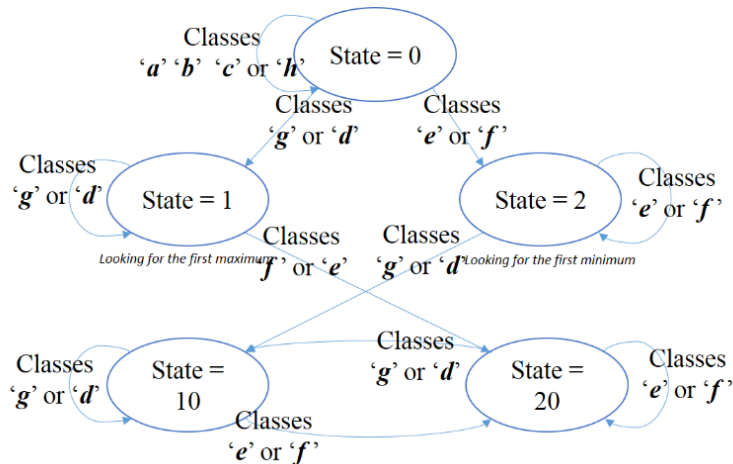 Classes
‘a’ ‘b’ ‘c’ or ‘h’
State = 0
Classes
‘g’ or ‘d’
Classes
‘e’ or ‘f’
Classes
‘g’ or ‘d’
State = 1
State = 2
Classes
‘e’ or ‘f’
Looking for the first maximum
Classes
‘f’ or ‘e’
Classes
‘g’ or ‘d’
Looking for the first minimum
Classes
‘g’ or ‘d’
State =
10
Classes
‘g’ or ‘d’
State =
20
Classes
‘e’ or ‘f’
Classes
‘e’ or ‘f’